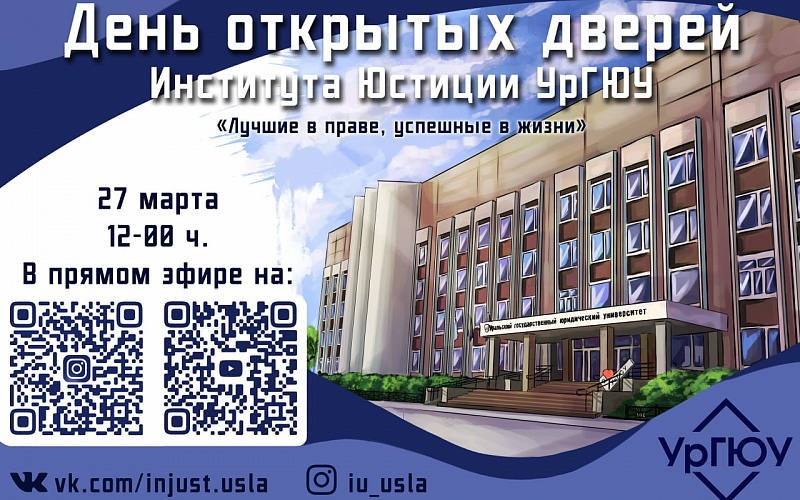 День открытых дверей
Института Юстиции УрГЮУ
«Лучшие в праве, успешные в жизни»
27 марта
12-00 ч.
В прямом эфире на:
Уральский государственный юридический университет
vk.com/injust.usla
iu_usla
УрГЮУ